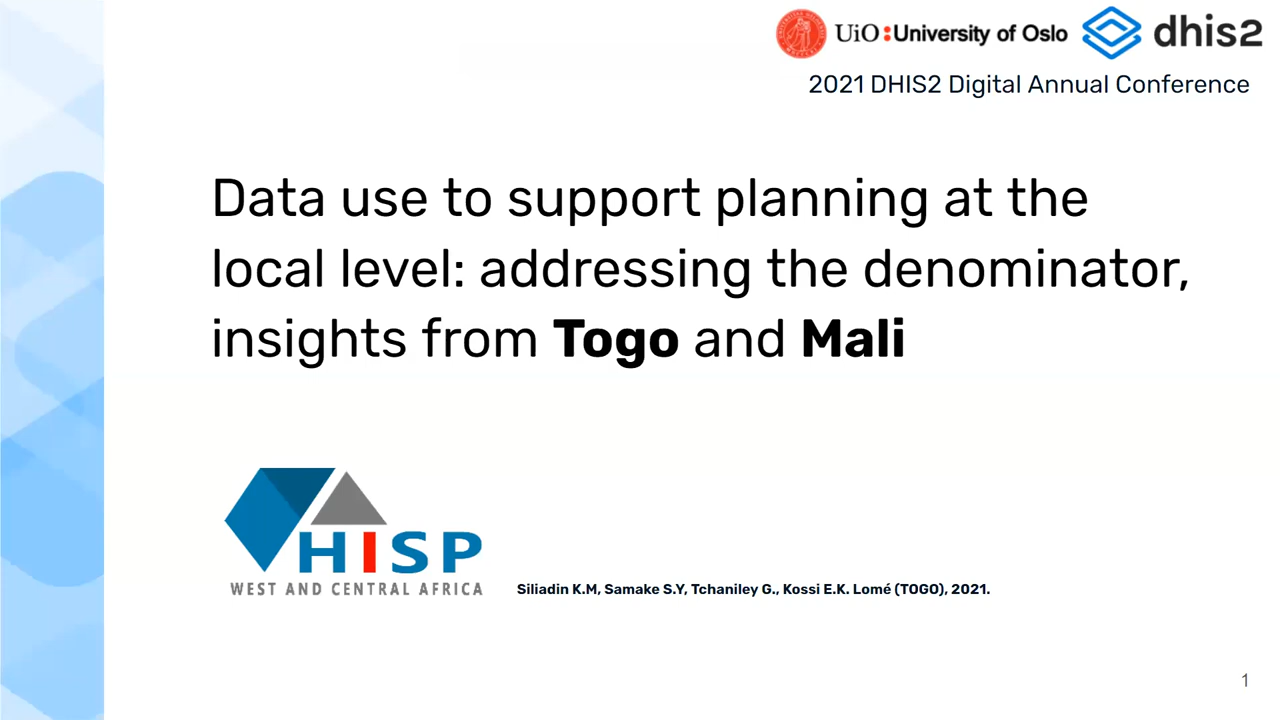 UiO:University of Oslo
dhis2
2021 DHIS2 Digital Annual Conference
Data use to support planning at the
local level: addressing the denominator,
insights from Togo and Mali
HISP
WEST AND CENTRAL AFRICA
Siliadin K.M, Samake S.Y, Tchaniley G., Kossi E.K. Lomé (TOGO), 2021.
1